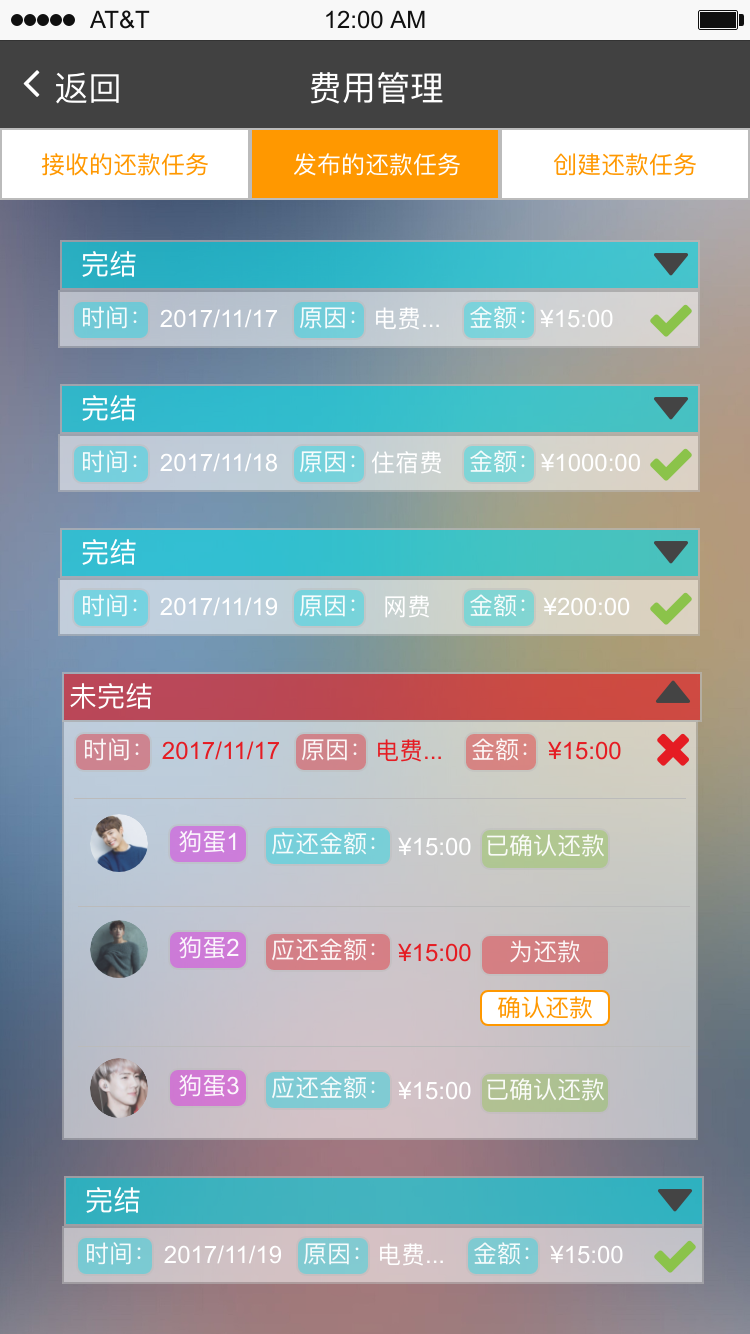 AT&T 12:00 AM
返回 费用管理
接收的还款任务 发布的还款任务 创建还款任务
完结
时间: 2017/11/17 原因: 电费... 金额: ¥15:00
完结
时间: 2017/11/18 原因: 住宿费 金额: ¥1000:00
完结
时间: 2017/11/19 原因: 网费 金额: ¥200:00
未完结
时间: 2017/11/17 原因: 电费... 金额: ¥15:00
狗蛋1 应还金额: ¥15:00 已确认还款
狗蛋2 应还金额: ¥15:00 为还款
确认还款
狗蛋3 应还金额: ¥15:00 已确认还款
完结
时间: 2017/11/19 原因: 电费... 金额: ¥15:00